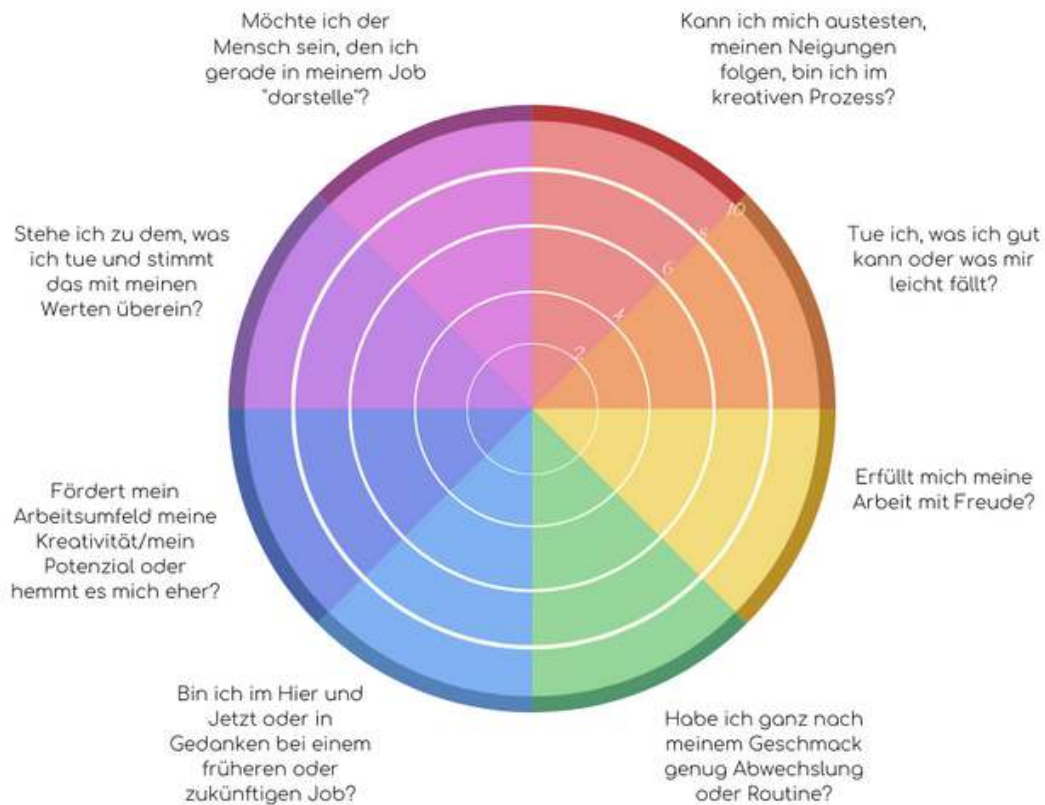 Möchte ich der
Mensch sein, den ich
gerade in meinem Job
"darstelle"?
Kann ich mich austesten,
meinen Neigungen
folgen, bin ich im
kreativen Prozess?
Stehe ich zu dem, was
ich tue und stimmt
das mit meinen
Werten überein?
10
8
6
4
2
Tue ich, was ich gut
kann oder was mir
leicht fällt?
Fördert mein
Arbeitsumfeld meine
Kreativität/mein
Potenzial oder
hemmt es mich eher?
Erfüllt mich meine
Arbeit mit Freude?
Bin ich im Hier und
Jetzt oder in
Gedanken bei einem
früheren oder
zukünftigen Job?
Habe ich ganz nach
meinem Geschmack
genug Abwechslung
oder Routine?